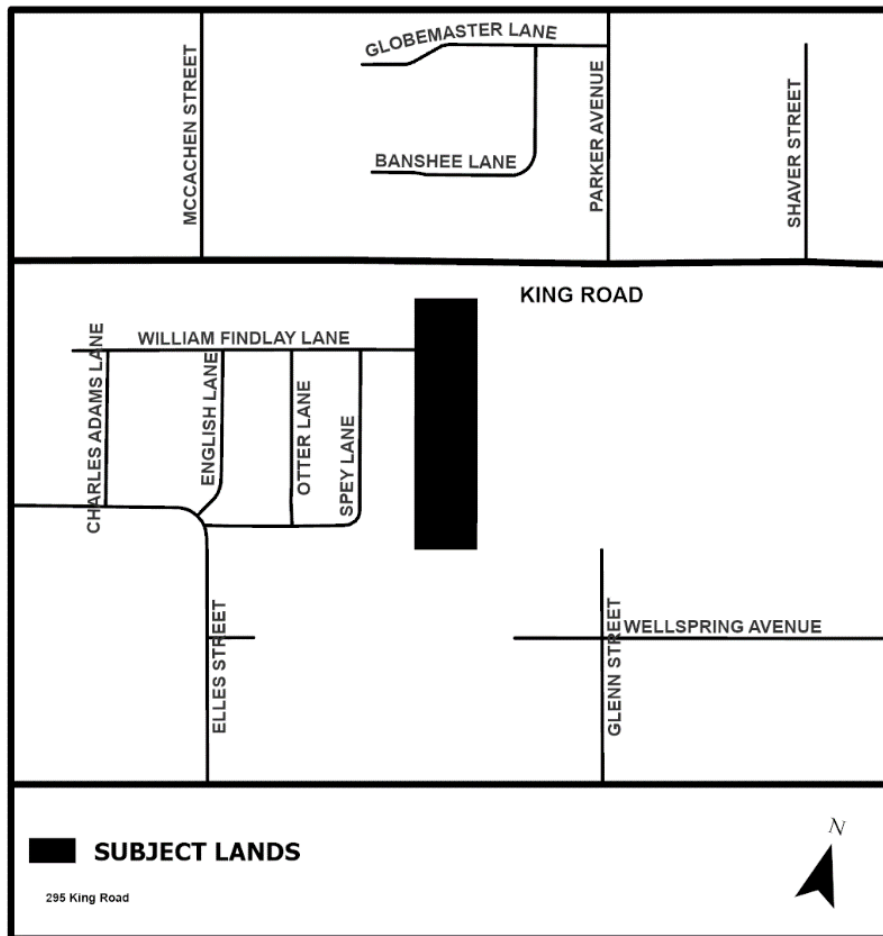 GLOBEMASTER LANE
MCCACHEN STREET
PARKER AVENUE
SHAVER STREET
BANSHEE LANE
KING ROAD
WILLIAM FINDLAY LANE
CHARLES ADAMS LANE
ENGLISH LANE
OTTER LANE
SPEY LANE
ELLES STREET
GLENN STREET
WELLSPRING AVENUE
SUBJECT LANDS
N
295 King Road